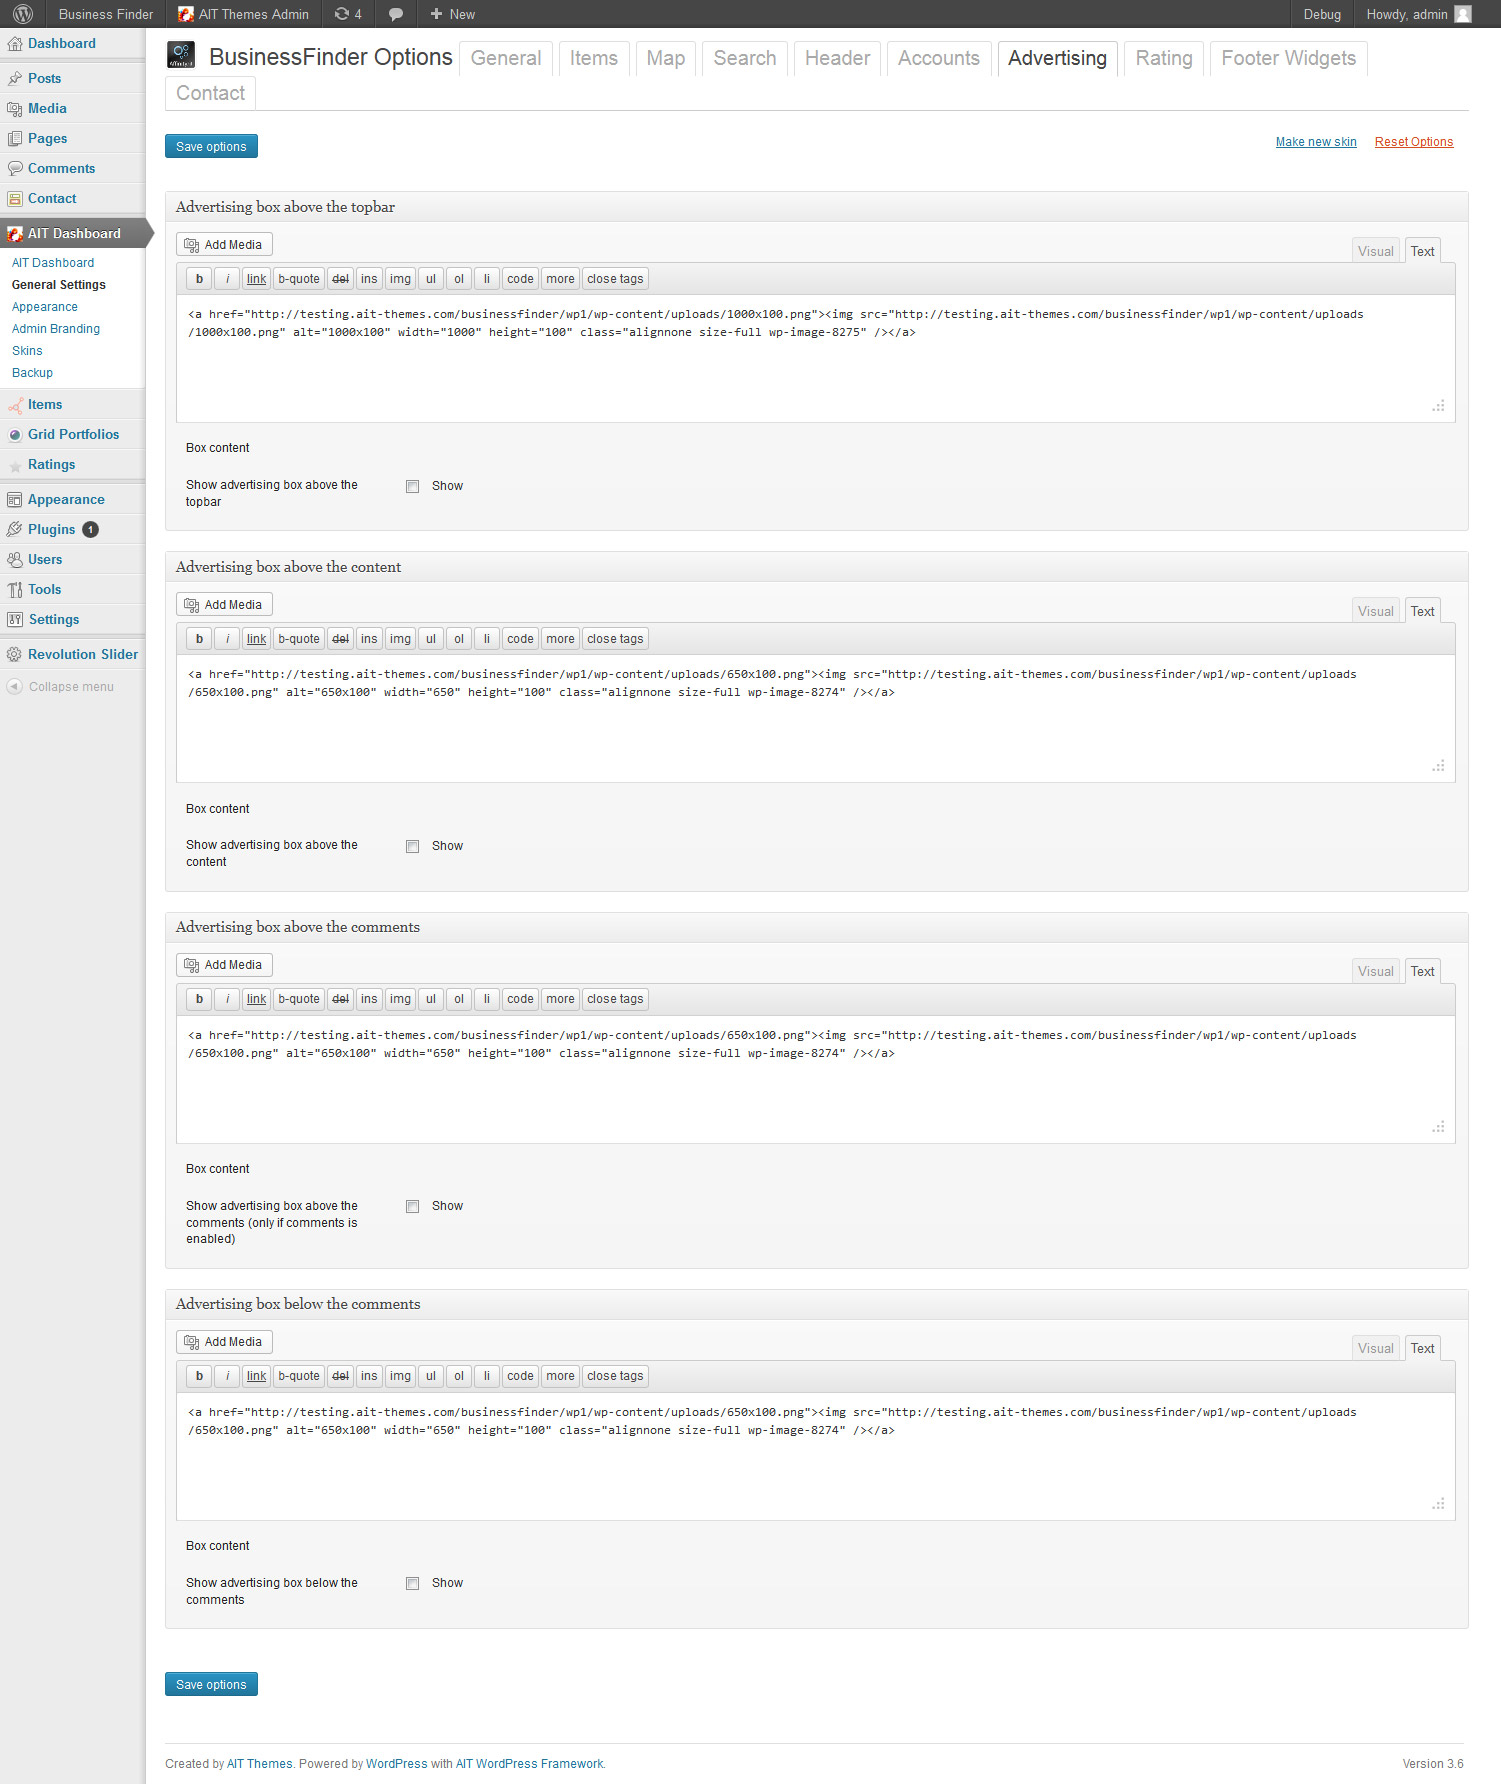 Business Finder AIT Themes Admin 4 New Debug Howdy, admin
Dashboard
Posts
Media
Pages
Comments
Contact
AIT Dashboard
AIT Dashboard
General Settings
Appearance
Admin Branding
Skins
Backup
Items
Grid Portfolios
Ratings
Appearance
Plugins 1
Users
Tools
Settings
Revolution Slider
Collapse menu
BusinessFinder Options General Items Map Search Header Accounts Advertising Rating Footer Widgets
Contact
Save options Make new skin Reset Options
Advertising box above the topbar
Add Media Visual Text
b i link b-quote del ins img ul ol li code more close tags
<a href="http://testing.ait-themes.com/businessfinder/wp1/wp-content/uploads/1000x100.png"><img src="http://testing.ait-themes.com/businessfinder/wp1/wp-content/uploads
/1000x100.png" alt="1000x100" width="1000" height="100" class="alignnone size-full wp-image-8275" /></a>
Box content
Show advertising box above the Show
topbar
Advertising box above the content
Add Media Visual Text
b i link b-quote del ins img ul ol li code more close tags
<a href="http://testing.ait-themes.com/businessfinder/wp1/wp-content/uploads/650x100.png"><img src="http://testing.ait-themes.com/businessfinder/wp1/wp-content/uploads
/650x100.png" alt="650x100" width="650" height="100" class="alignnone size-full wp-image-8274" /></a>
Box content
Show advertising box above the Show
content
Advertising box above the comments
Add Media Visual Text
b i link b-quote del ins img ul ol li code more close tags
<a href="http://testing.ait-themes.com/businessfinder/wp1/wp-content/uploads/650x100.png"><img src="http://testing.ait-themes.com/businessfinder/wp1/wp-content/uploads
/650x100.png" alt="650x100" width="650" height="100" class="alignnone size-full wp-image-8274" /></a>
Box content
Show advertising box above the Show
comments (only if comments is
enabled)
Advertising box below the comments
Add Media Visual Text
b i link b-quote del ins img ul ol li code more close tags
<a href="http://testing.ait-themes.com/businessfinder/wp1/wp-content/uploads/650x100.png"><img src="http://testing.ait-themes.com/businessfinder/wp1/wp-content/uploads
/650x100.png" alt="650x100" width="650" height="100" class="alignnone size-full wp-image-8274" /></a>
Box content
Show advertising box below the Show
comments
Save options
Created by AIT Themes. Powered by WordPress with AIT WordPress Framework. Version 3.6